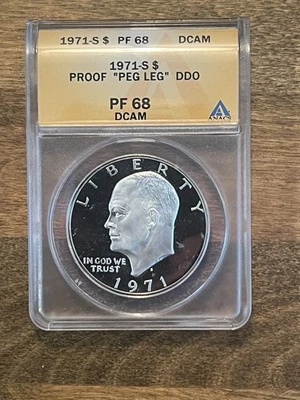 1971-S $ PF 68 DCAM
1971-S $
PROOF "PEG LEG" DDO
PF 68
DCAM
ANACS
LIBERTY
IN GOD WE
TRUST
S
1971